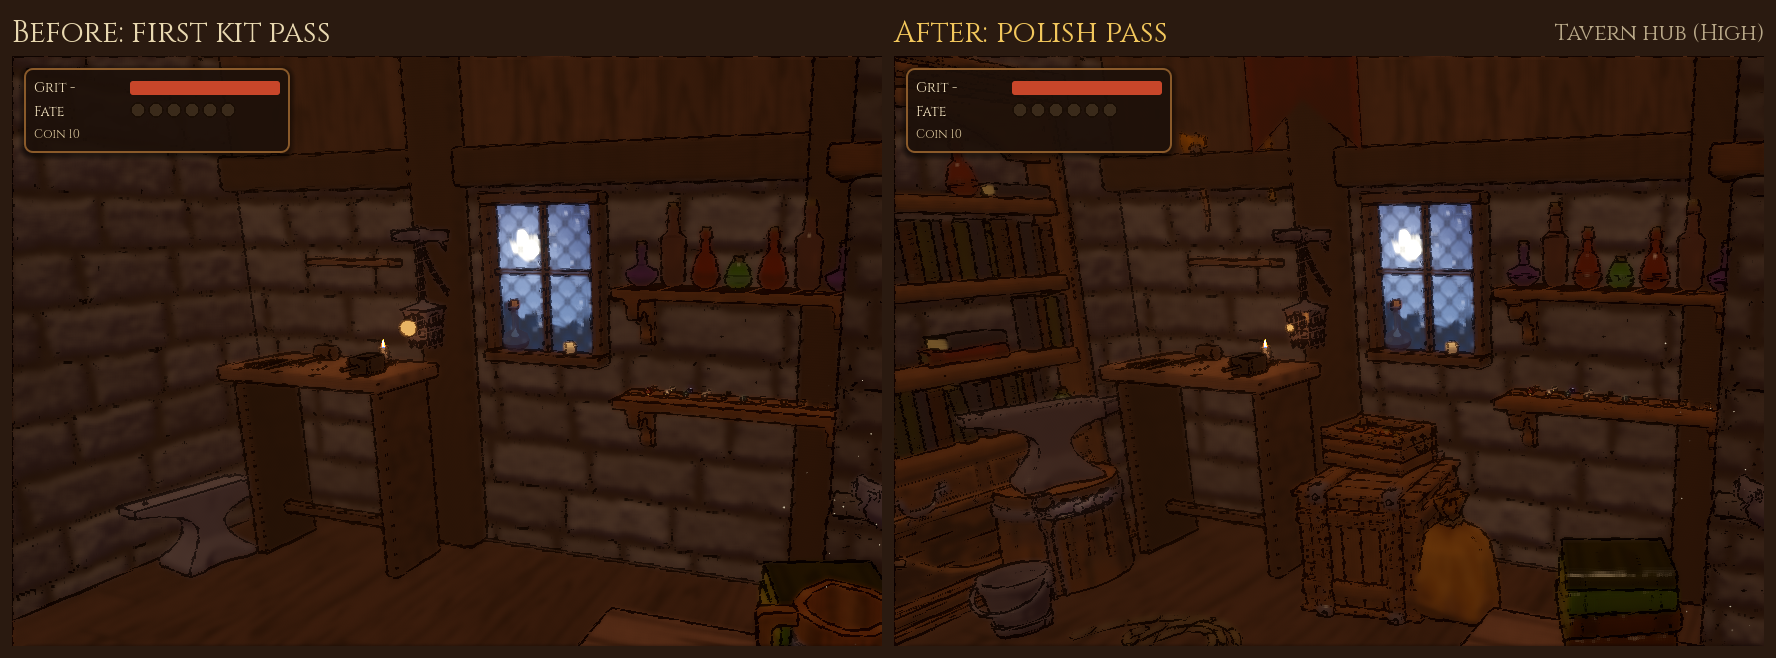 Before: first kit pass
After: polish pass
Tavern hub (High)
Grit -
Fate
Coin 10
Grit -
Fate
Coin 10